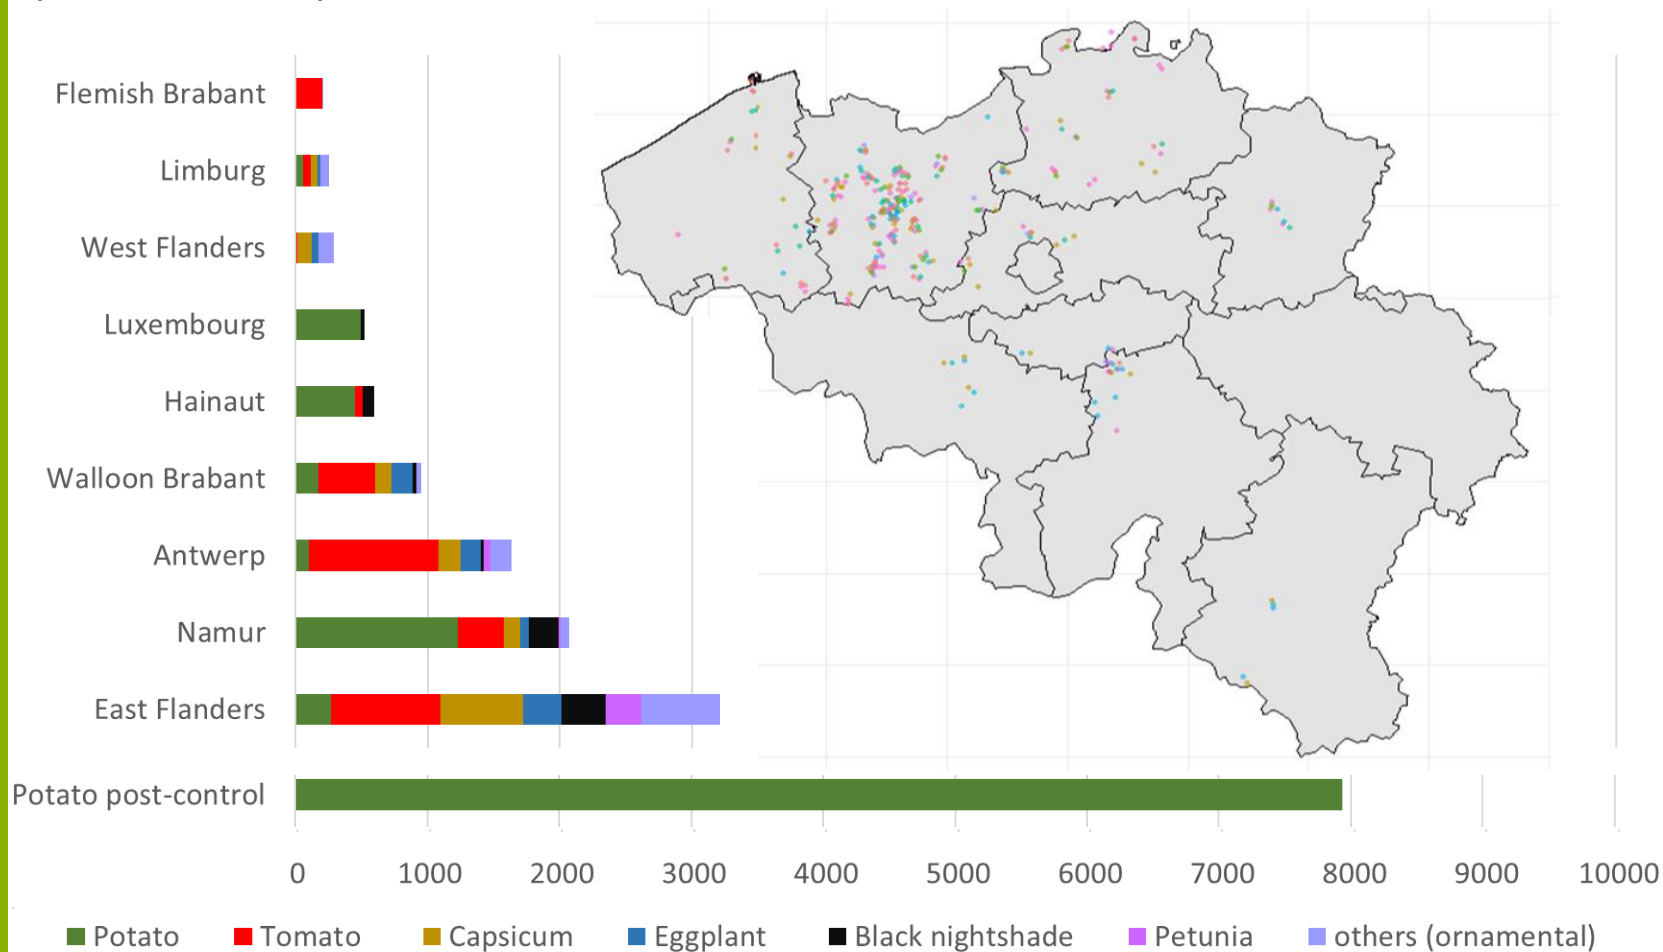 Flemish Brabant
Limburg
West Flanders
Luxembourg
Hainaut
Walloon Brabant
Antwerp
Namur
East Flanders
Potato post-control
0 1000 2000 3000 4000 5000 6000 7000 8000 9000 10000
Potato Tomato Capsicum Eggplant Black nightshade Petunia others (ornamental)